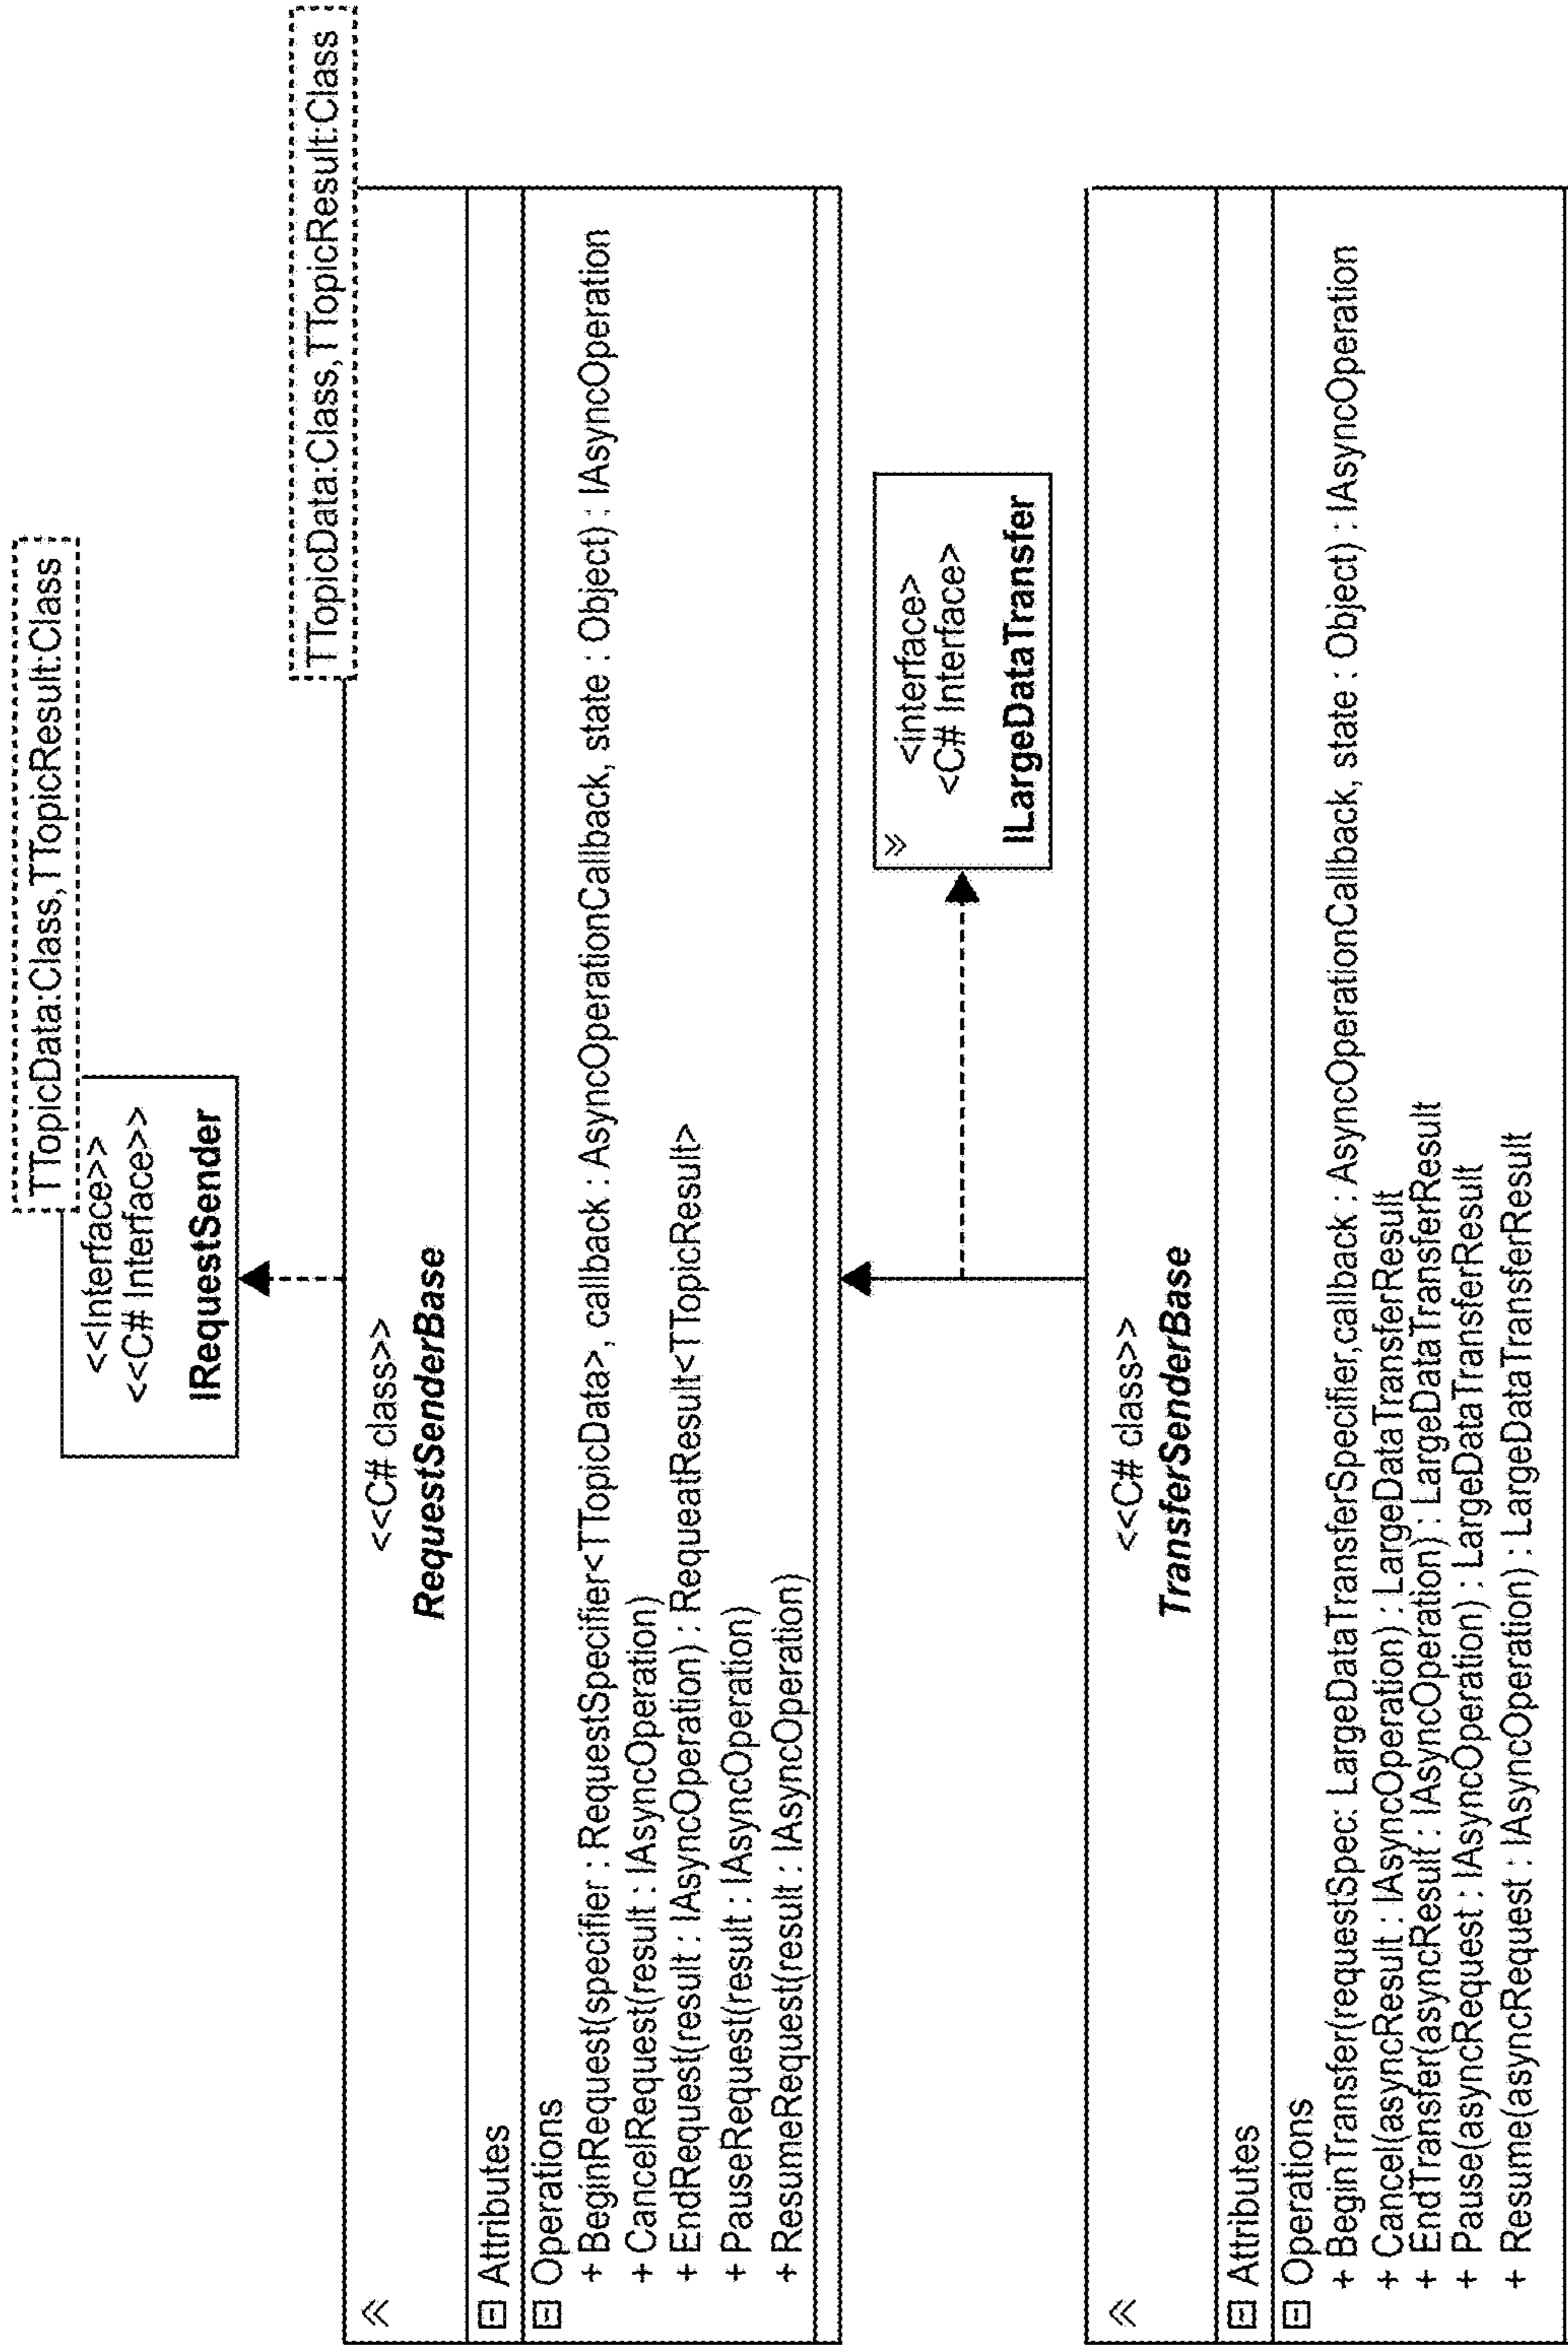 TTopicData:Class,TTopicResult:Class
<<Interface>>
<<C# Interface>>
IRequestSender
TTopicData:Class,TTopicResult:Class
<<C# class>>
RequestSenderBase
Attributes
Operations
+ BeginRequest(specifier : RequestSpecifier<TTopicData>, callback : AsyncOperationCallback, state : Object) : IAsyncOperation
+ CancelRequest(result : IAsyncOperation)
+ EndRequest(result : IAsyncOperation) : RequeatResult<TTopicResult>
+ PauseRequest(result : IAsyncOperation)
+ ResumeRequest(result : IAsyncOperation)
<interface>
<C# Interface>
ILargeDataTransfer
<<C# class>>
TransferSenderBase
Attributes
Operations
+ BeginTransfer(requestSpec: LargeDataTransferSpecifier,callback : AsyncOperationCallback, state : Object) : IAsyncOperation
+ Cancel(asyncResult : IAsyncOperation) : LargeDataTransferResult
+ EndTransfer(asyncResult : IAsyncOperation) : LargeDataTransferResult
+ Pause(asyncRequest : IAsyncOperation) : LargeDataTransferResult
+ Resume(asyncRequest : IAsyncOperation) : LargeDataTransferResult